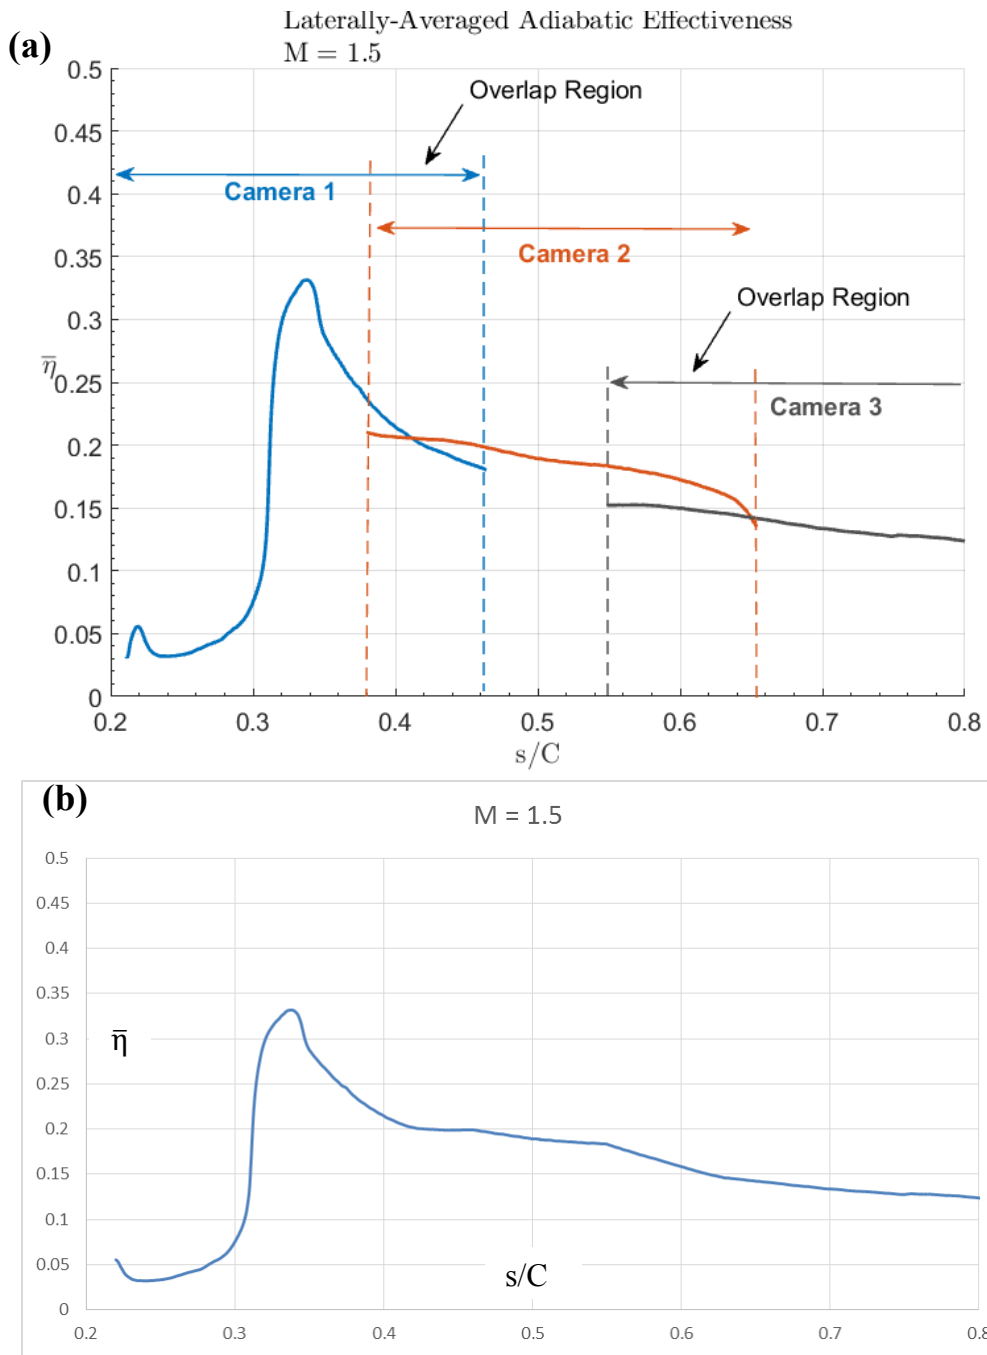 Laterally-Averaged Adiabatic Effectiveness
(a)
M = 1.5
0.5
Overlap Region
0.45
Camera 1
0.4
0.35
Camera 2
0.3
Overlap Region
η̅
0.25
Camera 3
0.2
0.15
0.1
0.05
0
0.2 0.3 0.4 0.5 0.6 0.7 0.8
s/C
(b)
M = 1.5
0.5
0.45
0.4
0.35
0.3
η̅
0.25
0.2
0.15
0.1
0.05
s/C
0
0.2 0.3 0.4 0.5 0.6 0.7 0.8